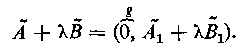 Ã + λB̃ = (0̂^g, Ã₁ + λB̃₁).